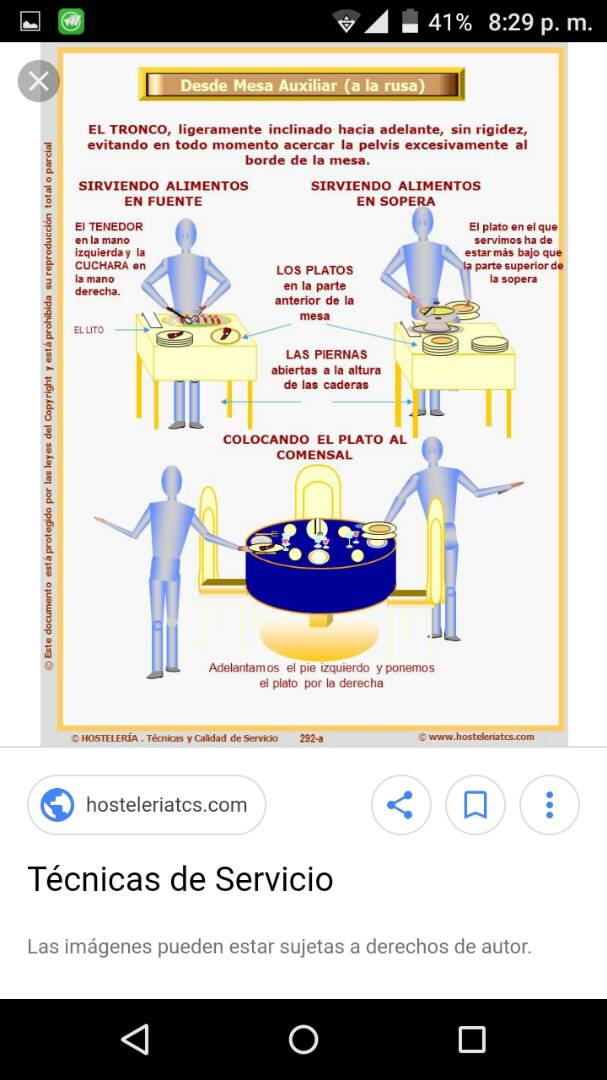 41% 8:29 p. m.
Desde Mesa Auxiliar (a la rusa)
EL TRONCO, ligeramente inclinado hacia adelante, sin rigidez,
evitando en todo momento acercar la pelvis excesivamente al
borde de la mesa.
SIRVIENDO ALIMENTOS
EN FUENTE
SIRVIENDO ALIMENTOS
EN SOPERA
El TENEDOR
en la mano
izquierda y la
CUCHARA en
la mano
derecha.
El plato en el que
servimos ha de
estar más bajo que
la parte superior de
la sopera
LOS PLATOS
en la parte
anterior de la
mesa
EL LITO
LAS PIERNAS
abiertas a la altura
de las caderas
COLOCANDO EL PLATO AL
COMENSAL
Adelantamos el pie izquierdo y ponemos
el plato por la derecha
© Este documento está protegido por las leyes del Copyright y está prohibida su reproducción total o parcial
© HOSTELERÍA . Técnicas y Calidad de Servicio 292-a © www.hosteleriatcs.com
hosteleriatcs.com
Técnicas de Servicio
Las imágenes pueden estar sujetas a derechos de autor.